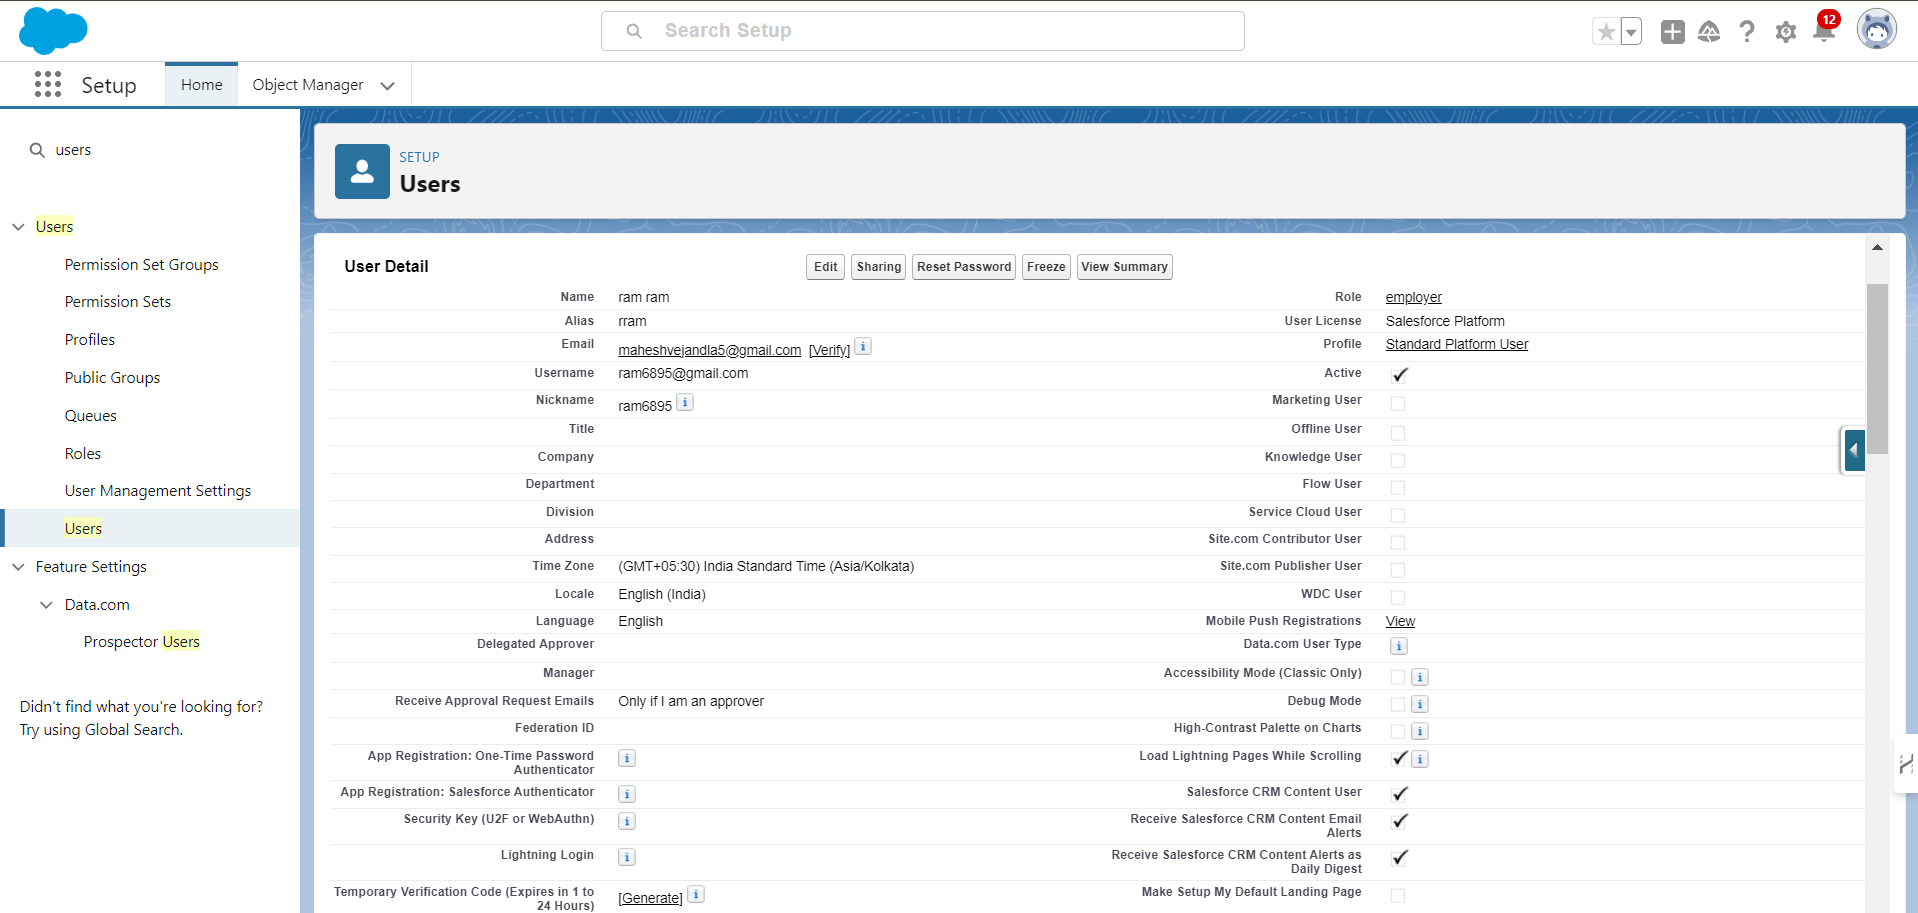 Search Setup
12
Setup
Home
Object Manager
users
Users
Permission Set Groups
Permission Sets
Profiles
Public Groups
Queues
Roles
User Management Settings
Users
Feature Settings
Data.com
Prospector Users
Didn't find what you're looking for?
Try using Global Search.
SETUP
Users
User Detail
Edit Sharing Reset Password Freeze View Summary
Name ram ram Role employer
Alias rram User License Salesforce Platform
Email maheshvejandla5@gmail.com [Verify] i Profile Standard Platform User
Username ram6895@gmail.com Active
Nickname ram6895 i Marketing User
Title Offline User
Company Knowledge User
Department Flow User
Division Service Cloud User
Address Site.com Contributor User
Time Zone (GMT+05:30) India Standard Time (Asia/Kolkata) Site.com Publisher User
Locale English (India) WDC User
Language English Mobile Push Registrations View
Delegated Approver Data.com User Type i
Manager Accessibility Mode (Classic Only) i
Receive Approval Request Emails Only if I am an approver Debug Mode i
Federation ID High-Contrast Palette on Charts i
App Registration: One-Time Password i Load Lightning Pages While Scrolling i
Authenticator
App Registration: Salesforce Authenticator i Salesforce CRM Content User
Security Key (U2F or WebAuthn) i Receive Salesforce CRM Content Email
Alerts
Lightning Login i Receive Salesforce CRM Content Alerts as
Daily Digest
Temporary Verification Code (Expires in 1 to [Generate] i Make Setup My Default Landing Page
24 Hours)